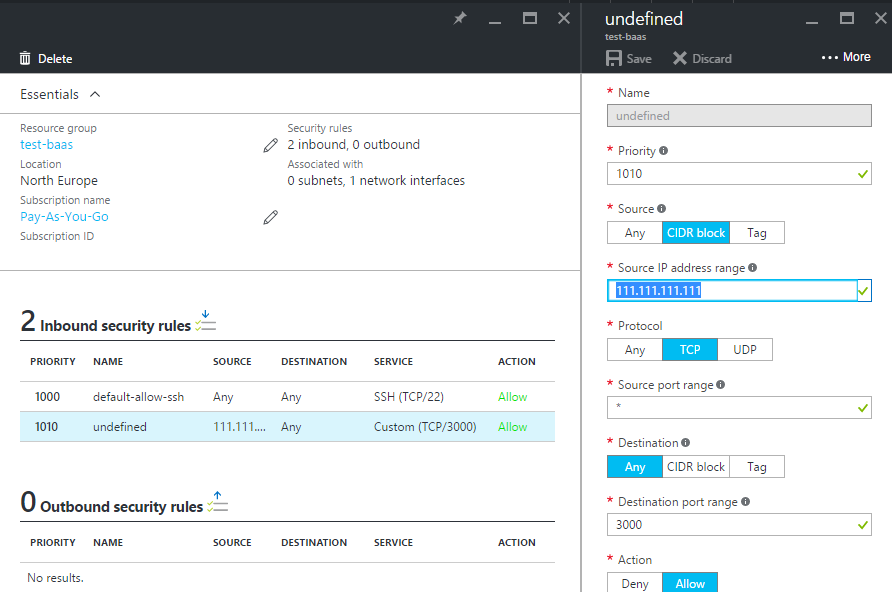 Delete
Essentials
Resource group
test-baas
Location
North Europe
Subscription name
Pay-As-You-Go
Subscription ID
Security rules
2 inbound, 0 outbound
Associated with
0 subnets, 1 network interfaces
2 Inbound security rules
PRIORITY NAME SOURCE DESTINATION SERVICE ACTION
1000 default-allow-ssh Any Any SSH (TCP/22) Allow
1010 undefined 111.111.... Any Custom (TCP/3000) Allow
0 Outbound security rules
PRIORITY NAME SOURCE DESTINATION SERVICE ACTION
No results.
undefined
test-baas
Save Discard ... More
* Name
undefined
* Priority
1010
* Source
Any CIDR block Tag
* Source IP address range
111.111.111.111
* Protocol
Any TCP UDP
* Source port range
*
* Destination
Any CIDR block Tag
* Destination port range
3000
* Action
Deny Allow